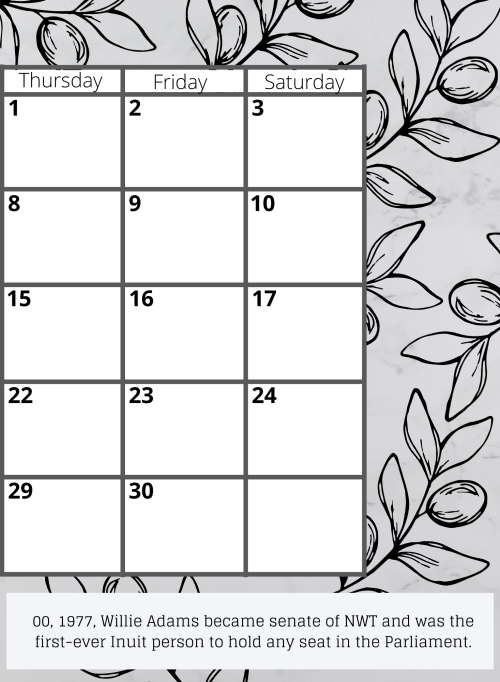 Thursday Friday Saturday
1 2 3
8 9 10
15 16 17
22 23 24
29 30
00, 1977, Willie Adams became senate of NWT and was the
first-ever Inuit person to hold any seat in the Parliament.